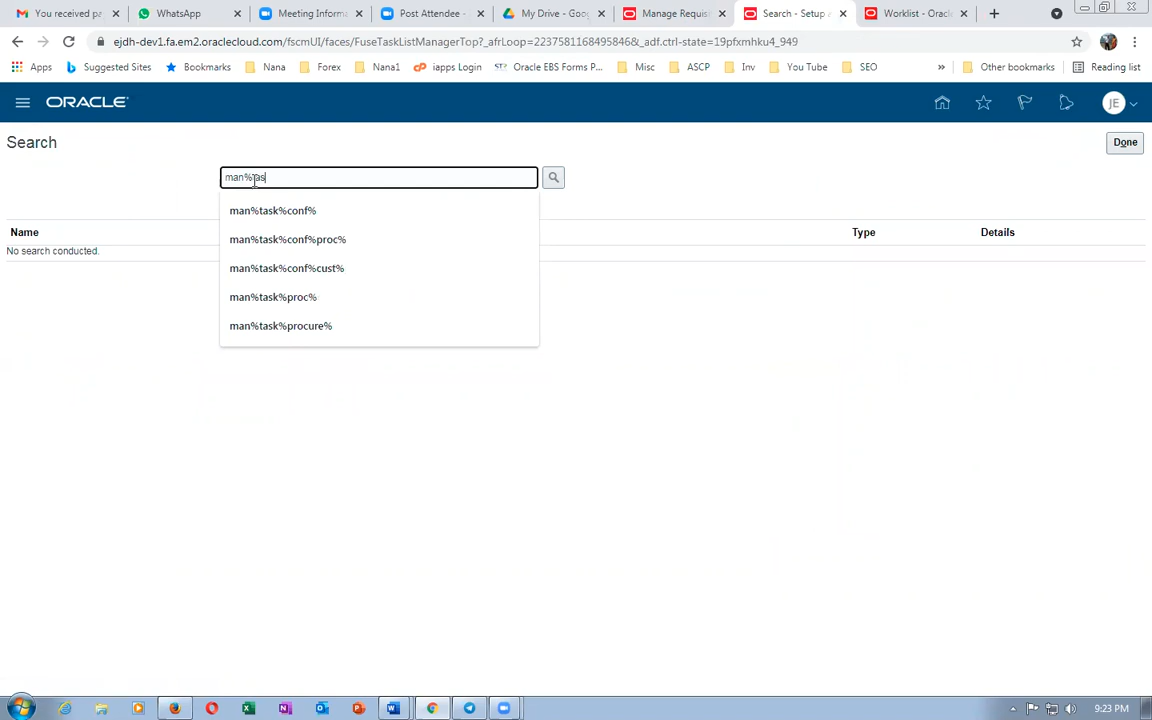 You received pa
WhatsApp
Meeting Informa
Post Attendee -
My Drive - Goog
Manage Requisi
Search - Setup a
Worklist - Oracle
ejdh-dev1.fa.em2.oraclecloud.com/fscmUI/faces/FuseTaskListManagerTop?_afrLoop=2237581168495846&_adf.ctrl-state=19pfxmhku4_949
Apps
Suggested Sites
Bookmarks
Nana
Forex
Nana1
iapps Login
Oracle EBS Forms P...
Misc
ASCP
Inv
You Tube
SEO
»
Other bookmarks
Reading list
ORACLE
JE
Search
Done
man%tas
man%task%conf%
man%task%conf%proc%
man%task%conf%cust%
man%task%proc%
man%task%procure%
Name
Type
Details
No search conducted.
9:23 PM